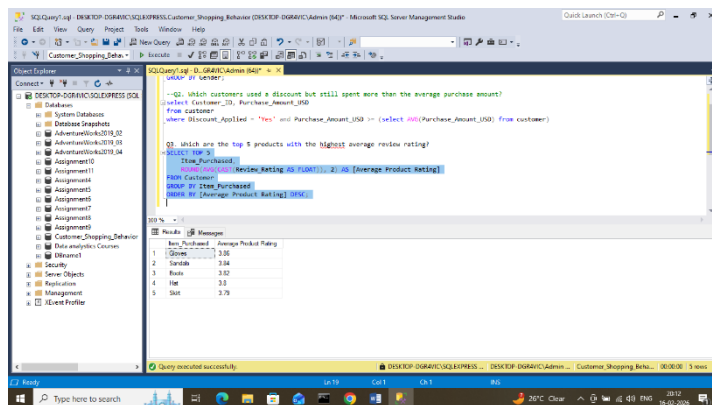 SQLQuery1.sql - DESKTOP-DGR4VIC\SQLEXPRESS.Customer_Shopping_Behavior (DESKTOP-DGR4VIC\Admin (64))* - Microsoft SQL Server Management Studio
Quick Launch (Ctrl+Q)
File Edit View Query Project Tools Window Help
New Query
Customer_Shopping_Behav
Execute
Object Explorer
SQLQuery1.sql - D...GR4VIC\Admin (64))*
Connect
DESKTOP-DGR4VIC\SQLEXPRESS (SQL
Databases
System Databases
Database Snapshots
AdventureWorks2019_02
AdventureWorks2019_03
AdventureWorks2019_04
Assignment10
Assignment11
Assignment4
Assignment5
Assignment6
Assignment7
Assignment8
Assignment9
Customer_Shopping_Behavior
Data analystics Courses
DBname1
Security
Server Objects
Replication
Management
XEvent Profiler
GROUP BY Gender;
--Q2. Which customers used a discount but still spent more than the average purchase amount?
select Customer_ID, Purchase_Amount_USD
from customer
where Discount_Applied = 'Yes' and Purchase_Amount_USD >= (select AVG(Purchase_Amount_USD) from customer)
Q3. Which are the top 5 products with the highest average review rating?
SELECT TOP 5
Item_Purchased,
ROUND(AVG(CAST(Review_Rating AS FLOAT)), 2) AS [Average Product Rating]
FROM Customer
GROUP BY Item_Purchased
ORDER BY [Average Product Rating] DESC;
100 %
Results Messages
Item_Purchased Average Product Rating
1 Gloves 3.86
2 Sandals 3.84
3 Boots 3.82
4 Hat 3.8
5 Skirt 3.79
Query executed successfully.
DESKTOP-DGR4VIC\SQLEXPRESS ... DESKTOP-DGR4VIC\Admin ... Customer_Shopping_Beha... 00:00:00 5 rows
Ready
Ln 19 Col 1 Ch 1 INS
Type here to search
26°C Clear
ENG
20:12
16-02-2026